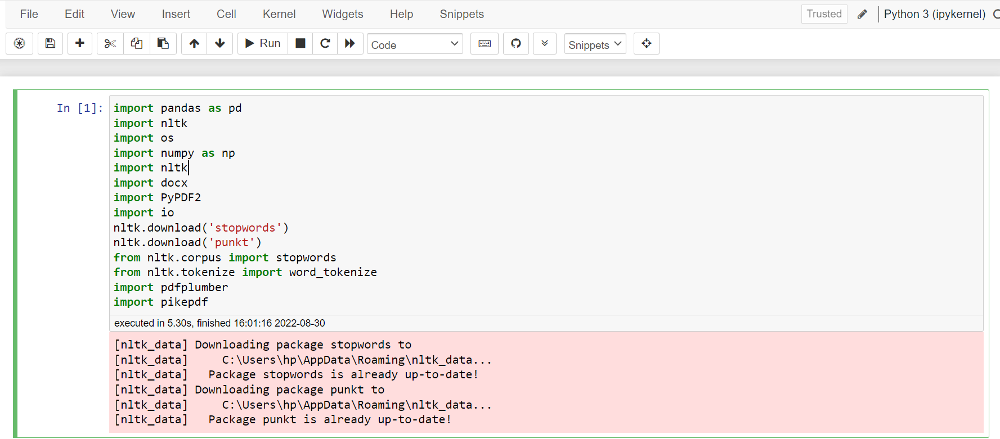 File Edit View Insert Cell Kernel Widgets Help Snippets Trusted Python 3 (ipykernel)
Run Code Snippets
In [1]:
import pandas as pd
import nltk
import os
import numpy as np
import nltk
import docx
import PyPDF2
import io
nltk.download('stopwords')
nltk.download('punkt')
from nltk.corpus import stopwords
from nltk.tokenize import word_tokenize
import pdfplumber
import pikepdf
executed in 5.30s, finished 16:01:16 2022-08-30
[nltk_data] Downloading package stopwords to
[nltk_data]     C:\Users\hp\AppData\Roaming\nltk_data...
[nltk_data]   Package stopwords is already up-to-date!
[nltk_data] Downloading package punkt to
[nltk_data]     C:\Users\hp\AppData\Roaming\nltk_data...
[nltk_data]   Package punkt is already up-to-date!